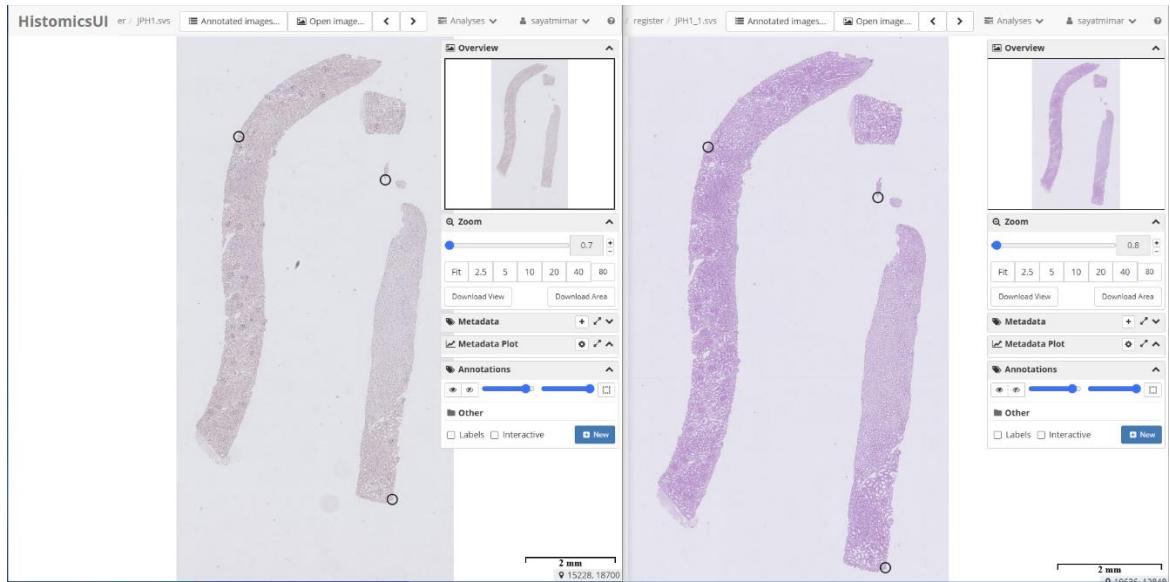 HistomicsUI er / JPH1.svs Annotated images... Open image... Analyses sayatmimar
Overview
Zoom
0.7 + −
Fit 2.5 5 10 20 40 80
Download View Download Area
Metadata +
Metadata Plot
Annotations
Other
Labels Interactive New
2 mm
15228, 18700
/ register / JPH1_1.svs Annotated images... Open image... Analyses sayatmimar
Overview
Zoom
0.8 + −
Fit 2.5 5 10 20 40 80
Download View Download Area
Metadata +
Metadata Plot
Annotations
Other
Labels Interactive New
2 mm